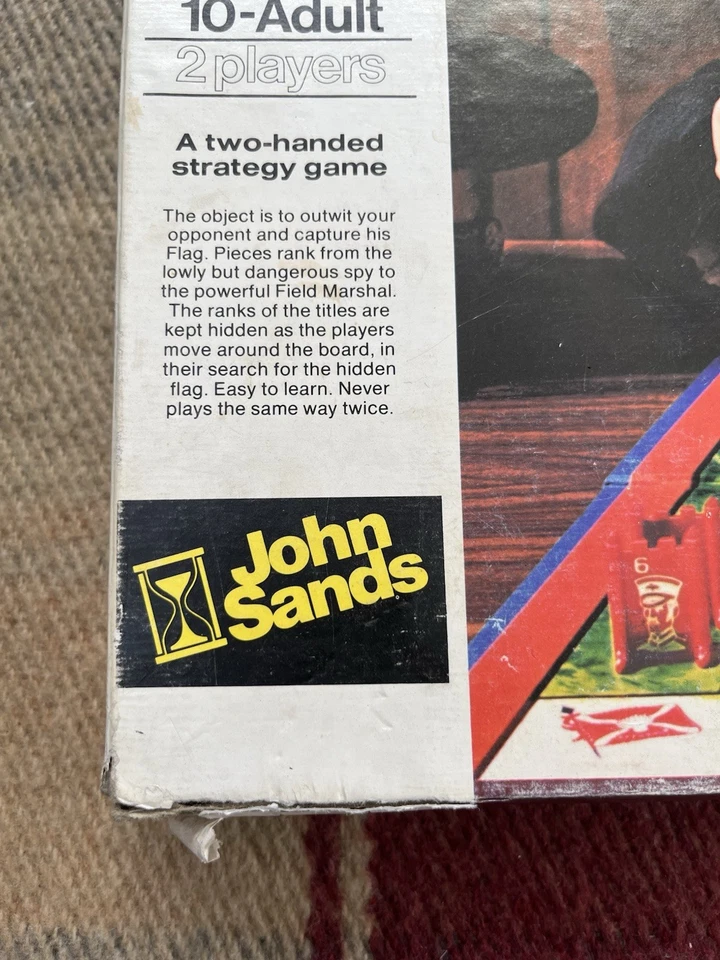 10-Adult
2 players
A two-handed
strategy game
The object is to outwit your
opponent and capture his
Flag. Pieces rank from the
lowly but dangerous spy to
the powerful Field Marshal.
The ranks of the titles are
kept hidden as the players
move around the board, in
their search for the hidden
flag. Easy to learn. Never
plays the same way twice.
John
Sands
6